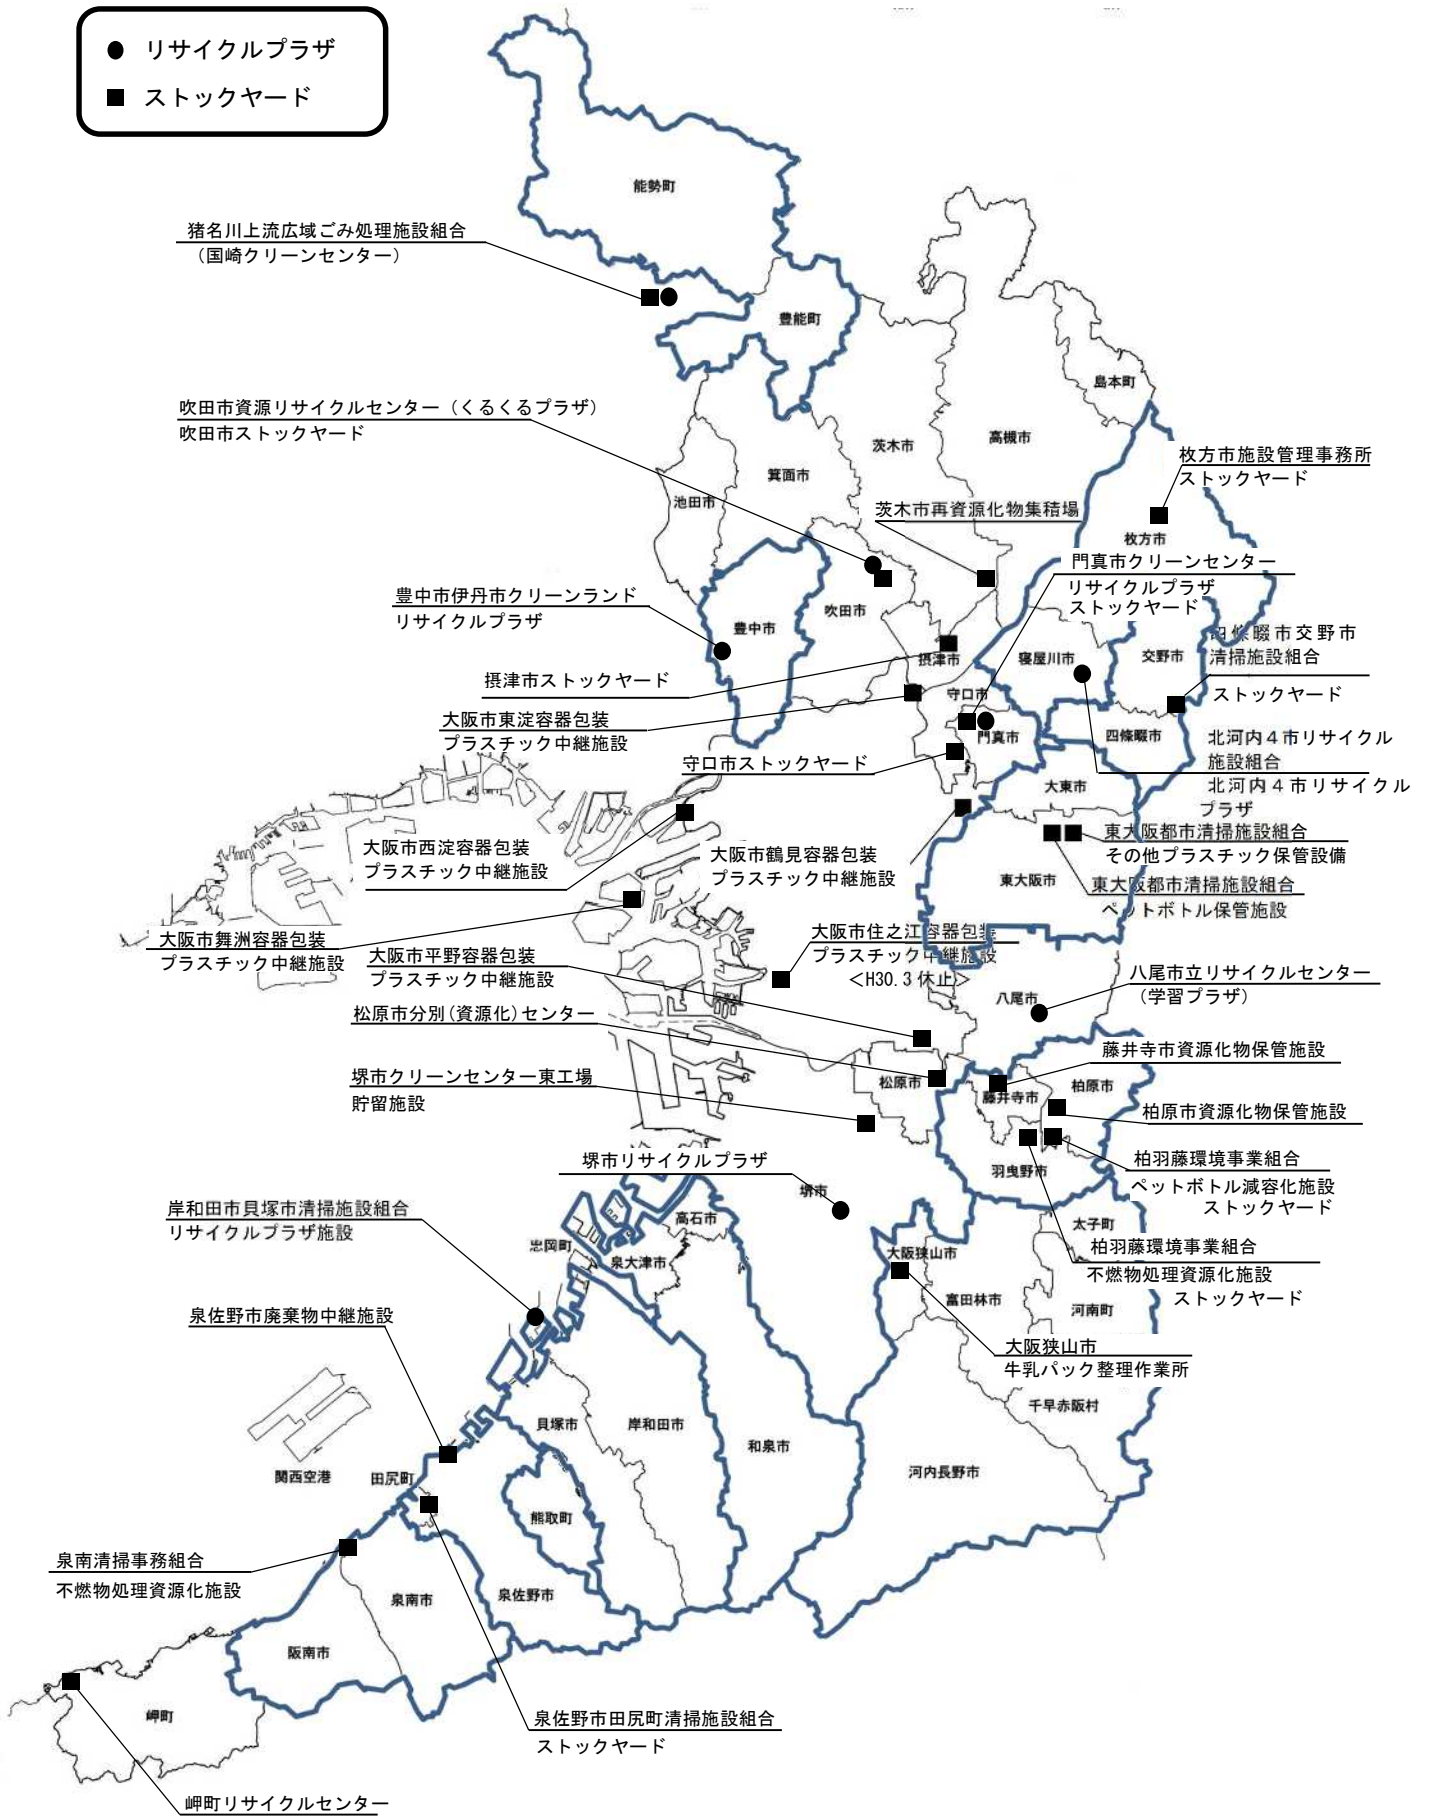 リサイクルプラザ
ストックヤード
能勢町
猪名川上流広域ごみ処理施設組合
（国崎クリーンセンター）
豊能町
島本町
吹田市資源リサイクルセンター（くるくるプラザ）
吹田市ストックヤード
茨木市
高槻市
箕面市
池田市
枚方市施設管理事務所
ストックヤード
茨木市再資源化物集積場
枚方市
門真市クリーンセンター
リサイクルプラザ
ストックヤード
豊中市伊丹市クリーンランド
リサイクルプラザ
吹田市
豊中市
四條畷市交野市
清掃施設組合
ストックヤード
摂津市
寝屋川市
交野市
摂津市ストックヤード
守口市
大阪市東淀容器包装
プラスチック中継施設
門真市
四條畷市
北河内４市リサイクル
施設組合
北河内４市リサイクル
プラザ
守口市ストックヤード
大東市
東大阪都市清掃施設組合
その他プラスチック保管設備
大阪市西淀容器包装
プラスチック中継施設
大阪市鶴見容器包装
プラスチック中継施設
東大阪市
東大阪都市清掃施設組合
ペットボトル保管施設
大阪市舞洲容器包装
プラスチック中継施設
大阪市住之江容器包装
プラスチック中継施設
＜H30.3 休止＞
大阪市平野容器包装
プラスチック中継施設
八尾市立リサイクルセンター
（学習プラザ）
八尾市
松原市分別(資源化)センター
藤井寺市資源化物保管施設
堺市クリーンセンター東工場
貯留施設
松原市
藤井寺市
柏原市
柏原市資源化物保管施設
堺市リサイクルプラザ
羽曳野市
柏羽藤環境事業組合
ペットボトル減容化施設
ストックヤード
堺市
岸和田市貝塚市清掃施設組合
リサイクルプラザ施設
高石市
太子町
忠岡町
泉大津市
大阪狭山市
柏羽藤環境事業組合
不燃物処理資源化施設
ストックヤード
富田林市
河南町
泉佐野市廃棄物中継施設
大阪狭山市
牛乳パック整理作業所
千早赤阪村
貝塚市
岸和田市
和泉市
河内長野市
関西空港
田尻町
熊取町
泉南清掃事務組合
不燃物処理資源化施設
泉南市
泉佐野市
阪南市
岬町
泉佐野市田尻町清掃施設組合
ストックヤード
岬町リサイクルセンター